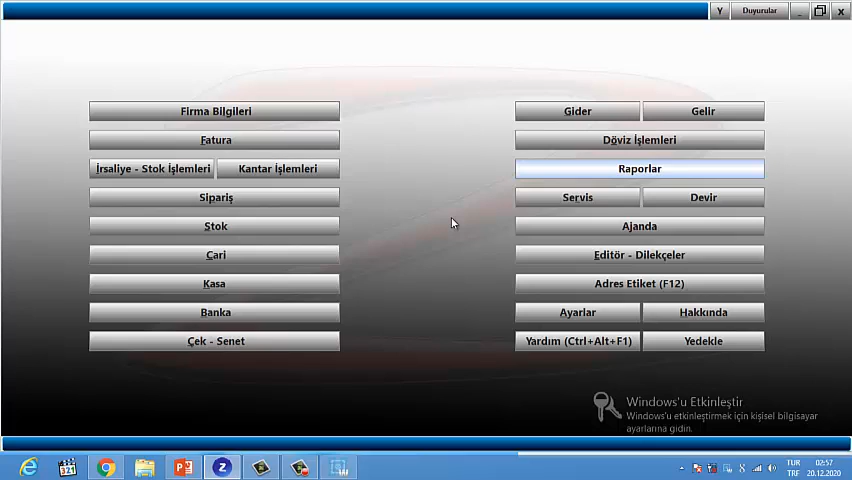 Y Duyurular _ x
Firma Bilgileri
Fatura
İrsaliye - Stok İşlemleri Kantar İşlemleri
Sipariş
Stok
Cari
Kasa
Banka
Çek - Senet
Gider Gelir
Döviz İşlemleri
Raporlar
Servis Devir
Ajanda
Editör - Dilekçeler
Adres Etiket (F12)
Ayarlar Hakkında
Yardım (Ctrl+Alt+F1) Yedekle
Windows'u Etkinleştir
Windows'u etkinleştirmek için kişisel bilgisayar
ayarlarına gidin.
321
Z
TUR 02:57
TRF 20.12.2020